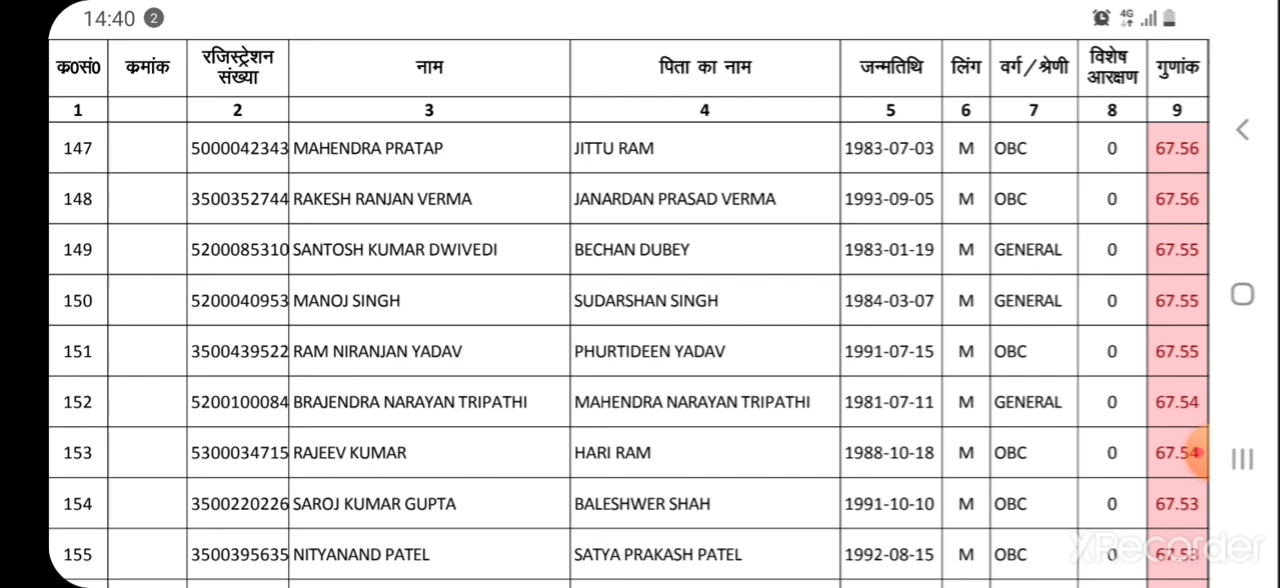 14:40 2 4G
क0सं0 कमांक रजिस्ट्रेशन संख्या नाम पिता का नाम जन्मतिथि लिंग वर्ग/श्रेणी विशेष आरक्षण गुणांक
1 2 3 4 5 6 7 8 9
147 5000042343 MAHENDRA PRATAP JITTU RAM 1983-07-03 M OBC 0 67.56
148 3500352744 RAKESH RANJAN VERMA JANARDAN PRASAD VERMA 1993-09-05 M OBC 0 67.56
149 5200085310 SANTOSH KUMAR DWIVEDI BECHAN DUBEY 1983-01-19 M GENERAL 0 67.55
150 5200040953 MANOJ SINGH SUDARSHAN SINGH 1984-03-07 M GENERAL 0 67.55
151 3500439522 RAM NIRANJAN YADAV PHURTIDEEN YADAV 1991-07-15 M OBC 0 67.55
152 5200100084 BRAJENDRA NARAYAN TRIPATHI MAHENDRA NARAYAN TRIPATHI 1981-07-11 M GENERAL 0 67.54
153 5300034715 RAJEEV KUMAR HARI RAM 1988-10-18 M OBC 0 67.54
154 3500220226 SAROJ KUMAR GUPTA BALESHWER SHAH 1991-10-10 M OBC 0 67.53
155 3500395635 NITYANAND PATEL SATYA PRAKASH PATEL 1992-08-15 M OBC 0 67.53
XRecorder